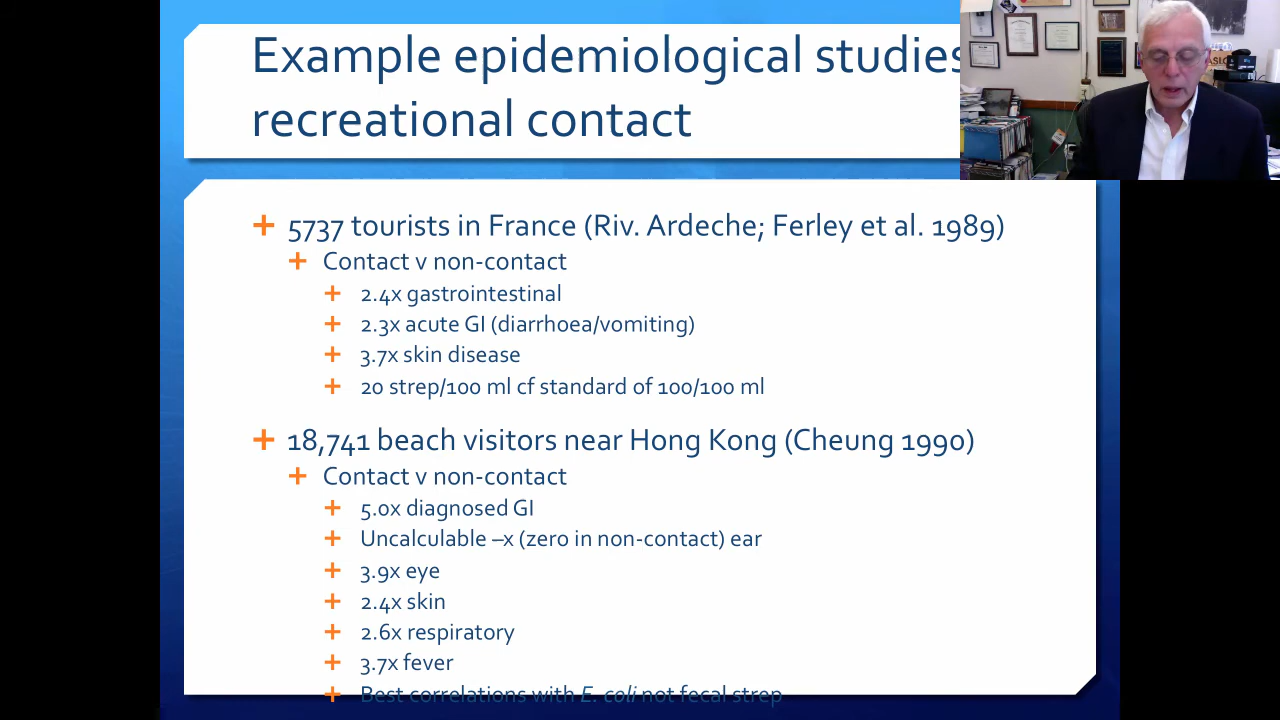 Example epidemiological studies
recreational contact
5737 tourists in France (Riv. Ardeche; Ferley et al. 1989)
Contact v non-contact
2.4x gastrointestinal
2.3x acute GI (diarrhoea/vomiting)
3.7x skin disease
20 strep/100 ml cf standard of 100/100 ml
18,741 beach visitors near Hong Kong (Cheung 1990)
Contact v non-contact
5.0x diagnosed GI
Uncalculable –x (zero in non-contact) ear
3.9x eye
2.4x skin
2.6x respiratory
3.7x fever
Best correlations with E. coli not fecal strep